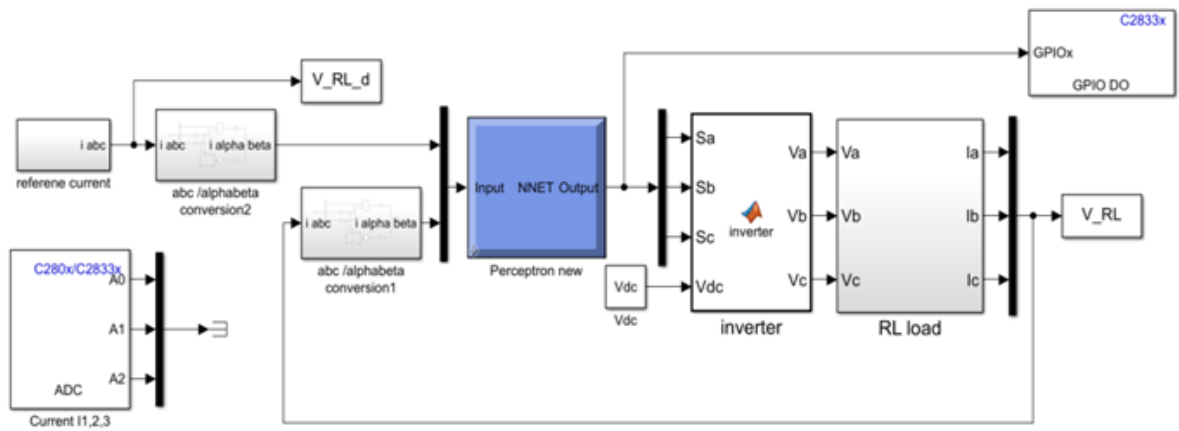 C2833x
GPIOx
GPIO DO
V_RL_d
i abc
referene current
i abc
i alpha beta
abc /alphabeta
conversion2
i abc
i alpha beta
abc /alphabeta
conversion1
Input
NNET Output
Perceptron new
Sa
Sb
Sc
Vdc
Va
Vb
Vc
inverter
inverter
Vdc
Vdc
Va
Vb
Vc
Ia
Ib
Ic
RL load
V_RL
C280x/C2833x
A0
A1
A2
ADC
Current I1,2,3